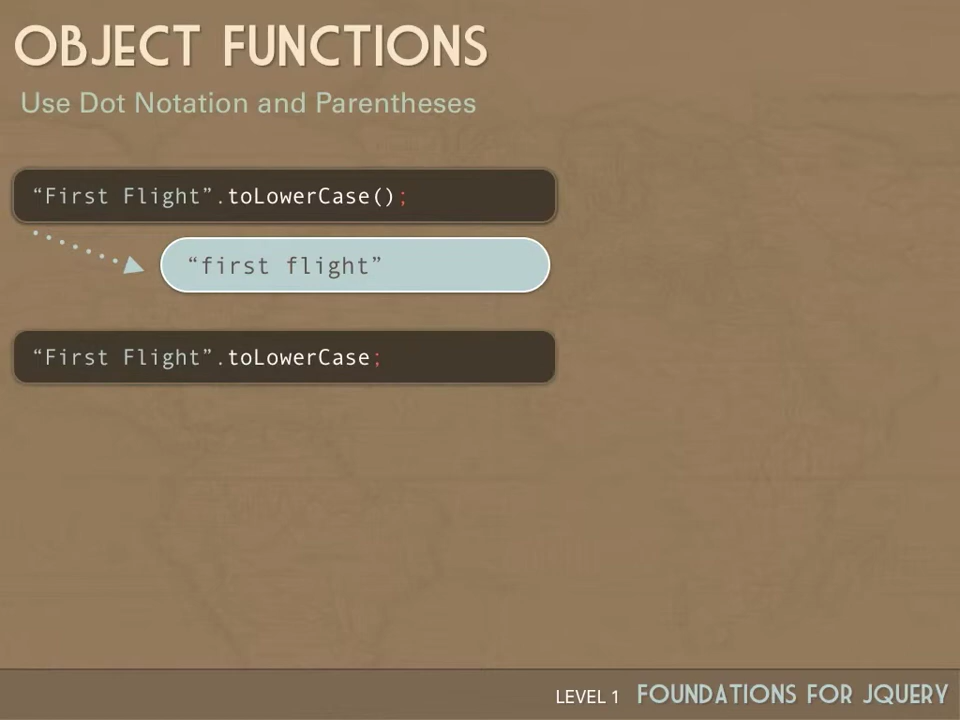 OBJECT FUNCTIONS
Use Dot Notation and Parentheses
“First Flight”.toLowerCase();
“first flight”
“First Flight”.toLowerCase;
LEVEL 1 FOUNDATIONS FOR JQUERY